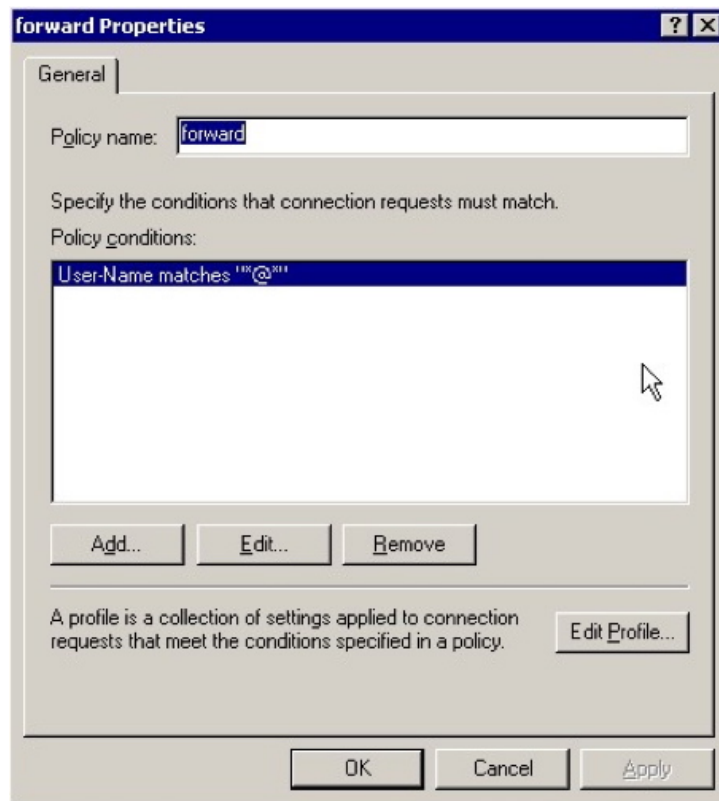 forward Properties
General
Policy name: forward
Specify the conditions that connection requests must match.
Policy conditions:
User-Name matches "*@*"
Add... Edit... Remove
A profile is a collection of settings applied to connection
requests that meet the conditions specified in a policy.
Edit Profile...
OK Cancel Apply